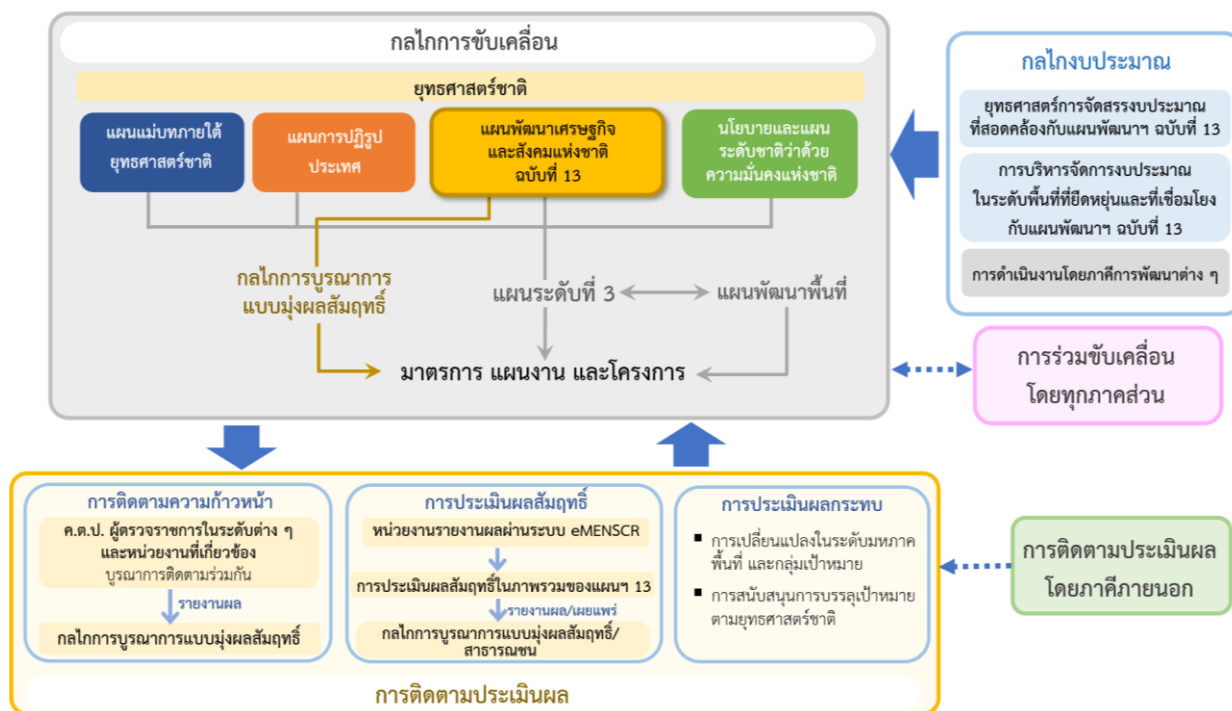 กลไกการขับเคลื่อน
ยุทธศาสตร์ชาติ
แผนแม่บทภายใต้
ยุทธศาสตร์ชาติ
แผนการปฏิรูป
ประเทศ
แผนพัฒนาเศรษฐกิจ
และสังคมแห่งชาติ
ฉบับที่ 13
นโยบายและแผน
ระดับชาติว่าด้วย
ความมั่นคงแห่งชาติ
กลไกการบูรณาการ
แบบมุ่งผลสัมฤทธิ์
แผนระดับที่ 3
แผนพัฒนาพื้นที่
มาตรการ แผนงาน และโครงการ
กลไกงบประมาณ
ยุทธศาสตร์การจัดสรรงบประมาณ
ที่สอดคล้องกับแผนพัฒนาฯ ฉบับที่ 13
การบริหารจัดการงบประมาณ
ในระดับพื้นที่ที่ยืดหยุ่นและที่เชื่อมโยง
กับแผนพัฒนาฯ ฉบับที่ 13
การดำเนินงานโดยภาคีการพัฒนาต่าง ๆ
การร่วมขับเคลื่อน
โดยทุกภาคส่วน
การติดตามความก้าวหน้า
ค.ต.ป. ผู้ตรวจราชการในระดับต่าง ๆ
และหน่วยงานที่เกี่ยวข้อง
บูรณาการติดตามร่วมกัน
รายงานผล
กลไกการบูรณาการแบบมุ่งผลสัมฤทธิ์
การประเมินผลสัมฤทธิ์
หน่วยงานรายงานผลผ่านระบบ eMENSCR
การประเมินผลสัมฤทธิ์ในภาพรวมของแผนฯ 13
รายงานผล/เผยแพร่
กลไกการบูรณาการแบบมุ่งผลสัมฤทธิ์/
สาธารณชน
การประเมินผลกระทบ
▪ การเปลี่ยนแปลงในระดับมหภาค
พื้นที่ และกลุ่มเป้าหมาย
▪ การสนับสนุนการบรรลุเป้าหมาย
ตามยุทธศาสตร์ชาติ
การติดตามประเมินผล
การติดตามประเมินผล
โดยภาคีภายนอก